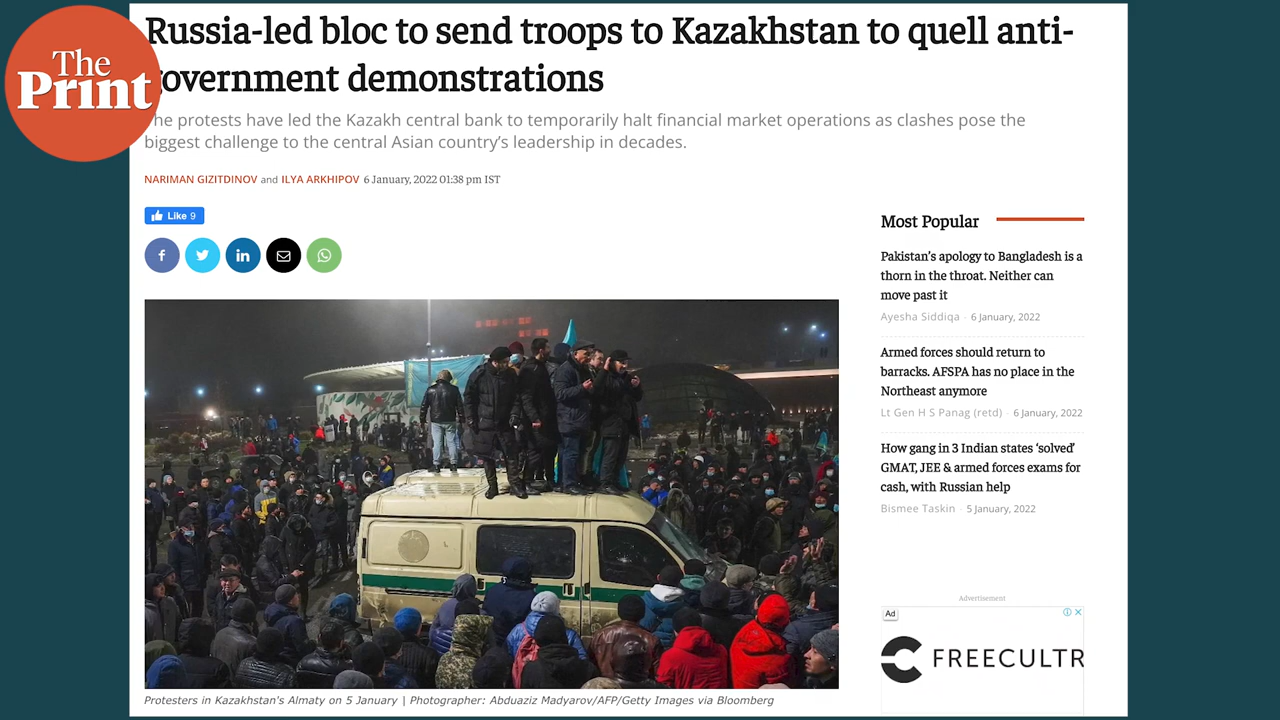 The
Print
Russia-led bloc to send troops to Kazakhstan to quell anti-
government demonstrations
The protests have led the Kazakh central bank to temporarily halt financial market operations as clashes pose the
biggest challenge to the central Asian country's leadership in decades.
NARIMAN GIZITDINOV and ILYA ARKHIPOV 6 January, 2022 01:38 pm IST
Like 9
Protesters in Kazakhstan's Almaty on 5 January | Photographer: Abduaziz Madyarov/AFP/Getty Images via Bloomberg
Most Popular
Pakistan's apology to Bangladesh is a
thorn in the throat. Neither can
move past it
Ayesha Siddiqa - 6 January, 2022
Armed forces should return to
barracks. AFSPA has no place in the
Northeast anymore
Lt Gen H S Panag (retd) - 6 January, 2022
How gang in 3 Indian states 'solved'
GMAT, JEE & armed forces exams for
cash, with Russian help
Bismee Taskin - 5 January, 2022
Advertisement
Ad
FREECULTR